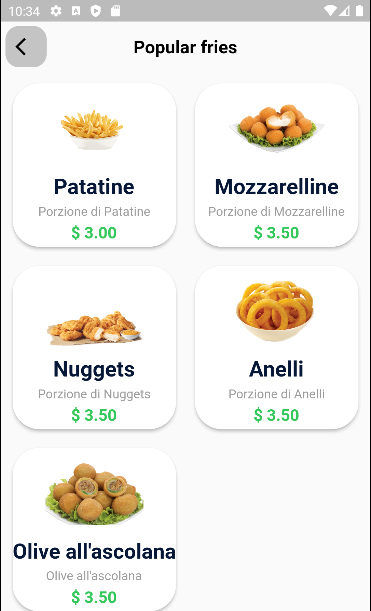 10:34
Popular fries
Patatine
Porzione di Patatine
$ 3.00
Mozzarelline
Porzione di Mozzarelline
$ 3.50
Nuggets
Porzione di Nuggets
$ 3.50
Anelli
Porzione di Anelli
$ 3.50
Olive all'ascolana
Olive all'ascolana
$ 3.50